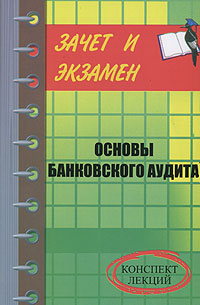 ЗАЧЕТ И
ЭКЗАМЕН
ОСНОВЫ
БАНКОВСКОГО АУДИТА
КОНСПЕКТ
ЛЕКЦИЙ